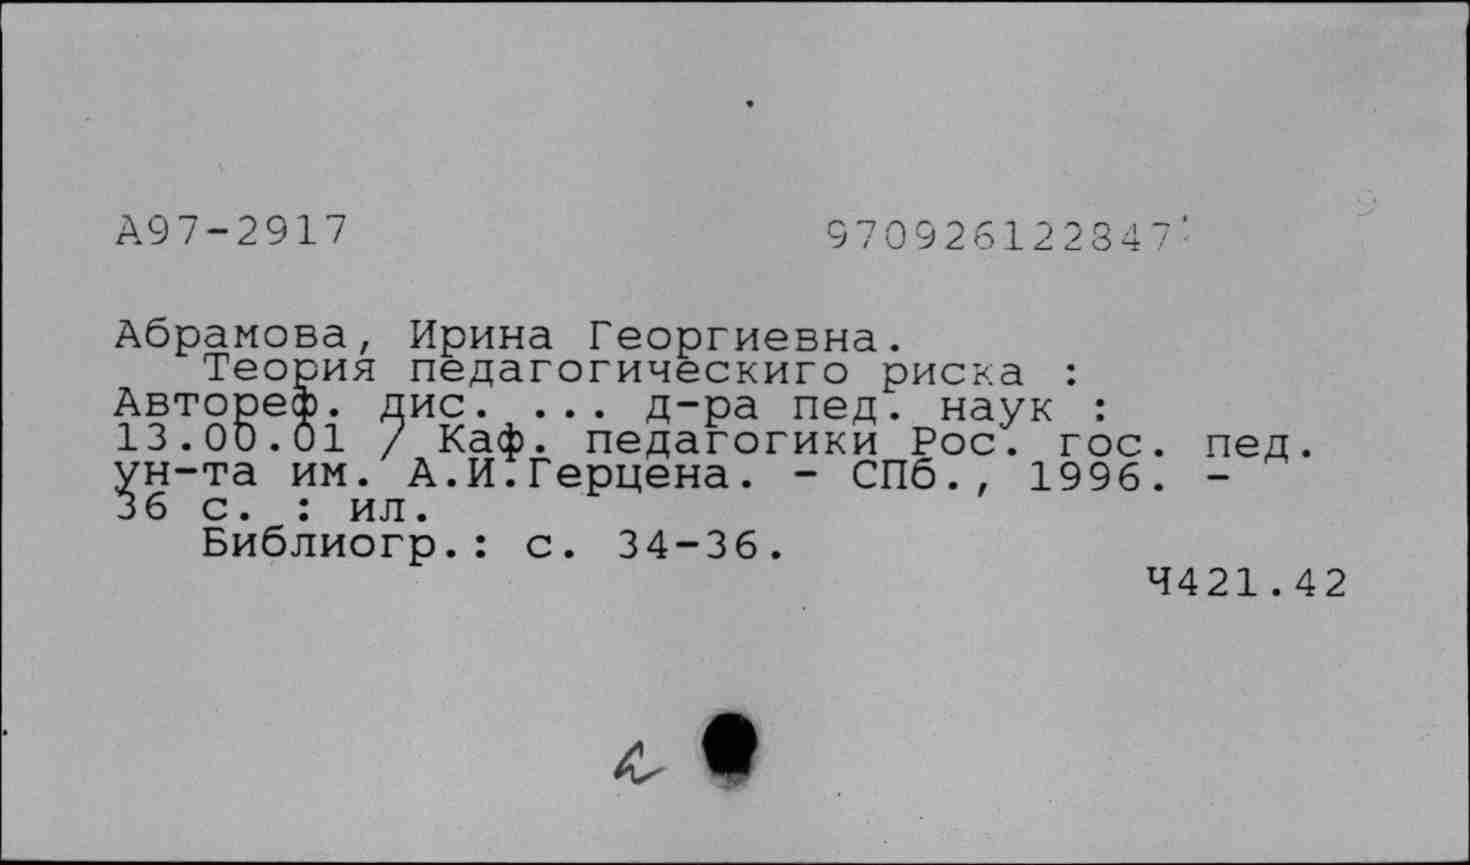 А97-2917 970926122847
Абрамова, Ирина Георгиевна.
Теория педагогическиго риска :
Автореф. дис. ... д-ра пед. наук :
13.00.01 / Каф. педагогики Рос. гос. пед.
ун-та им. А.И.Герцена. - СПб., 1996. -
36 с. : ил.
Библиогр.: с. 34-36.
Ч421.42